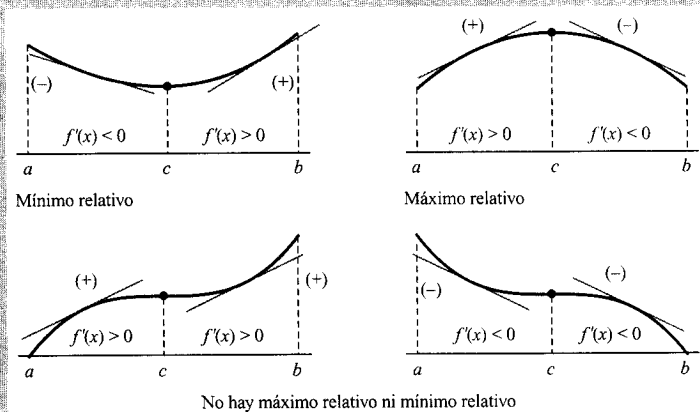 (+) (–)
(–) (+)
f'(x) < 0 f'(x) > 0 f'(x) > 0 f'(x) < 0
a c b a c b
Mínimo relativo Máximo relativo
(+) (–)
(+) (–)
f'(x) > 0 f'(x) > 0 f'(x) < 0 f'(x) < 0
a c b a c b
No hay máximo relativo ni mínimo relativo